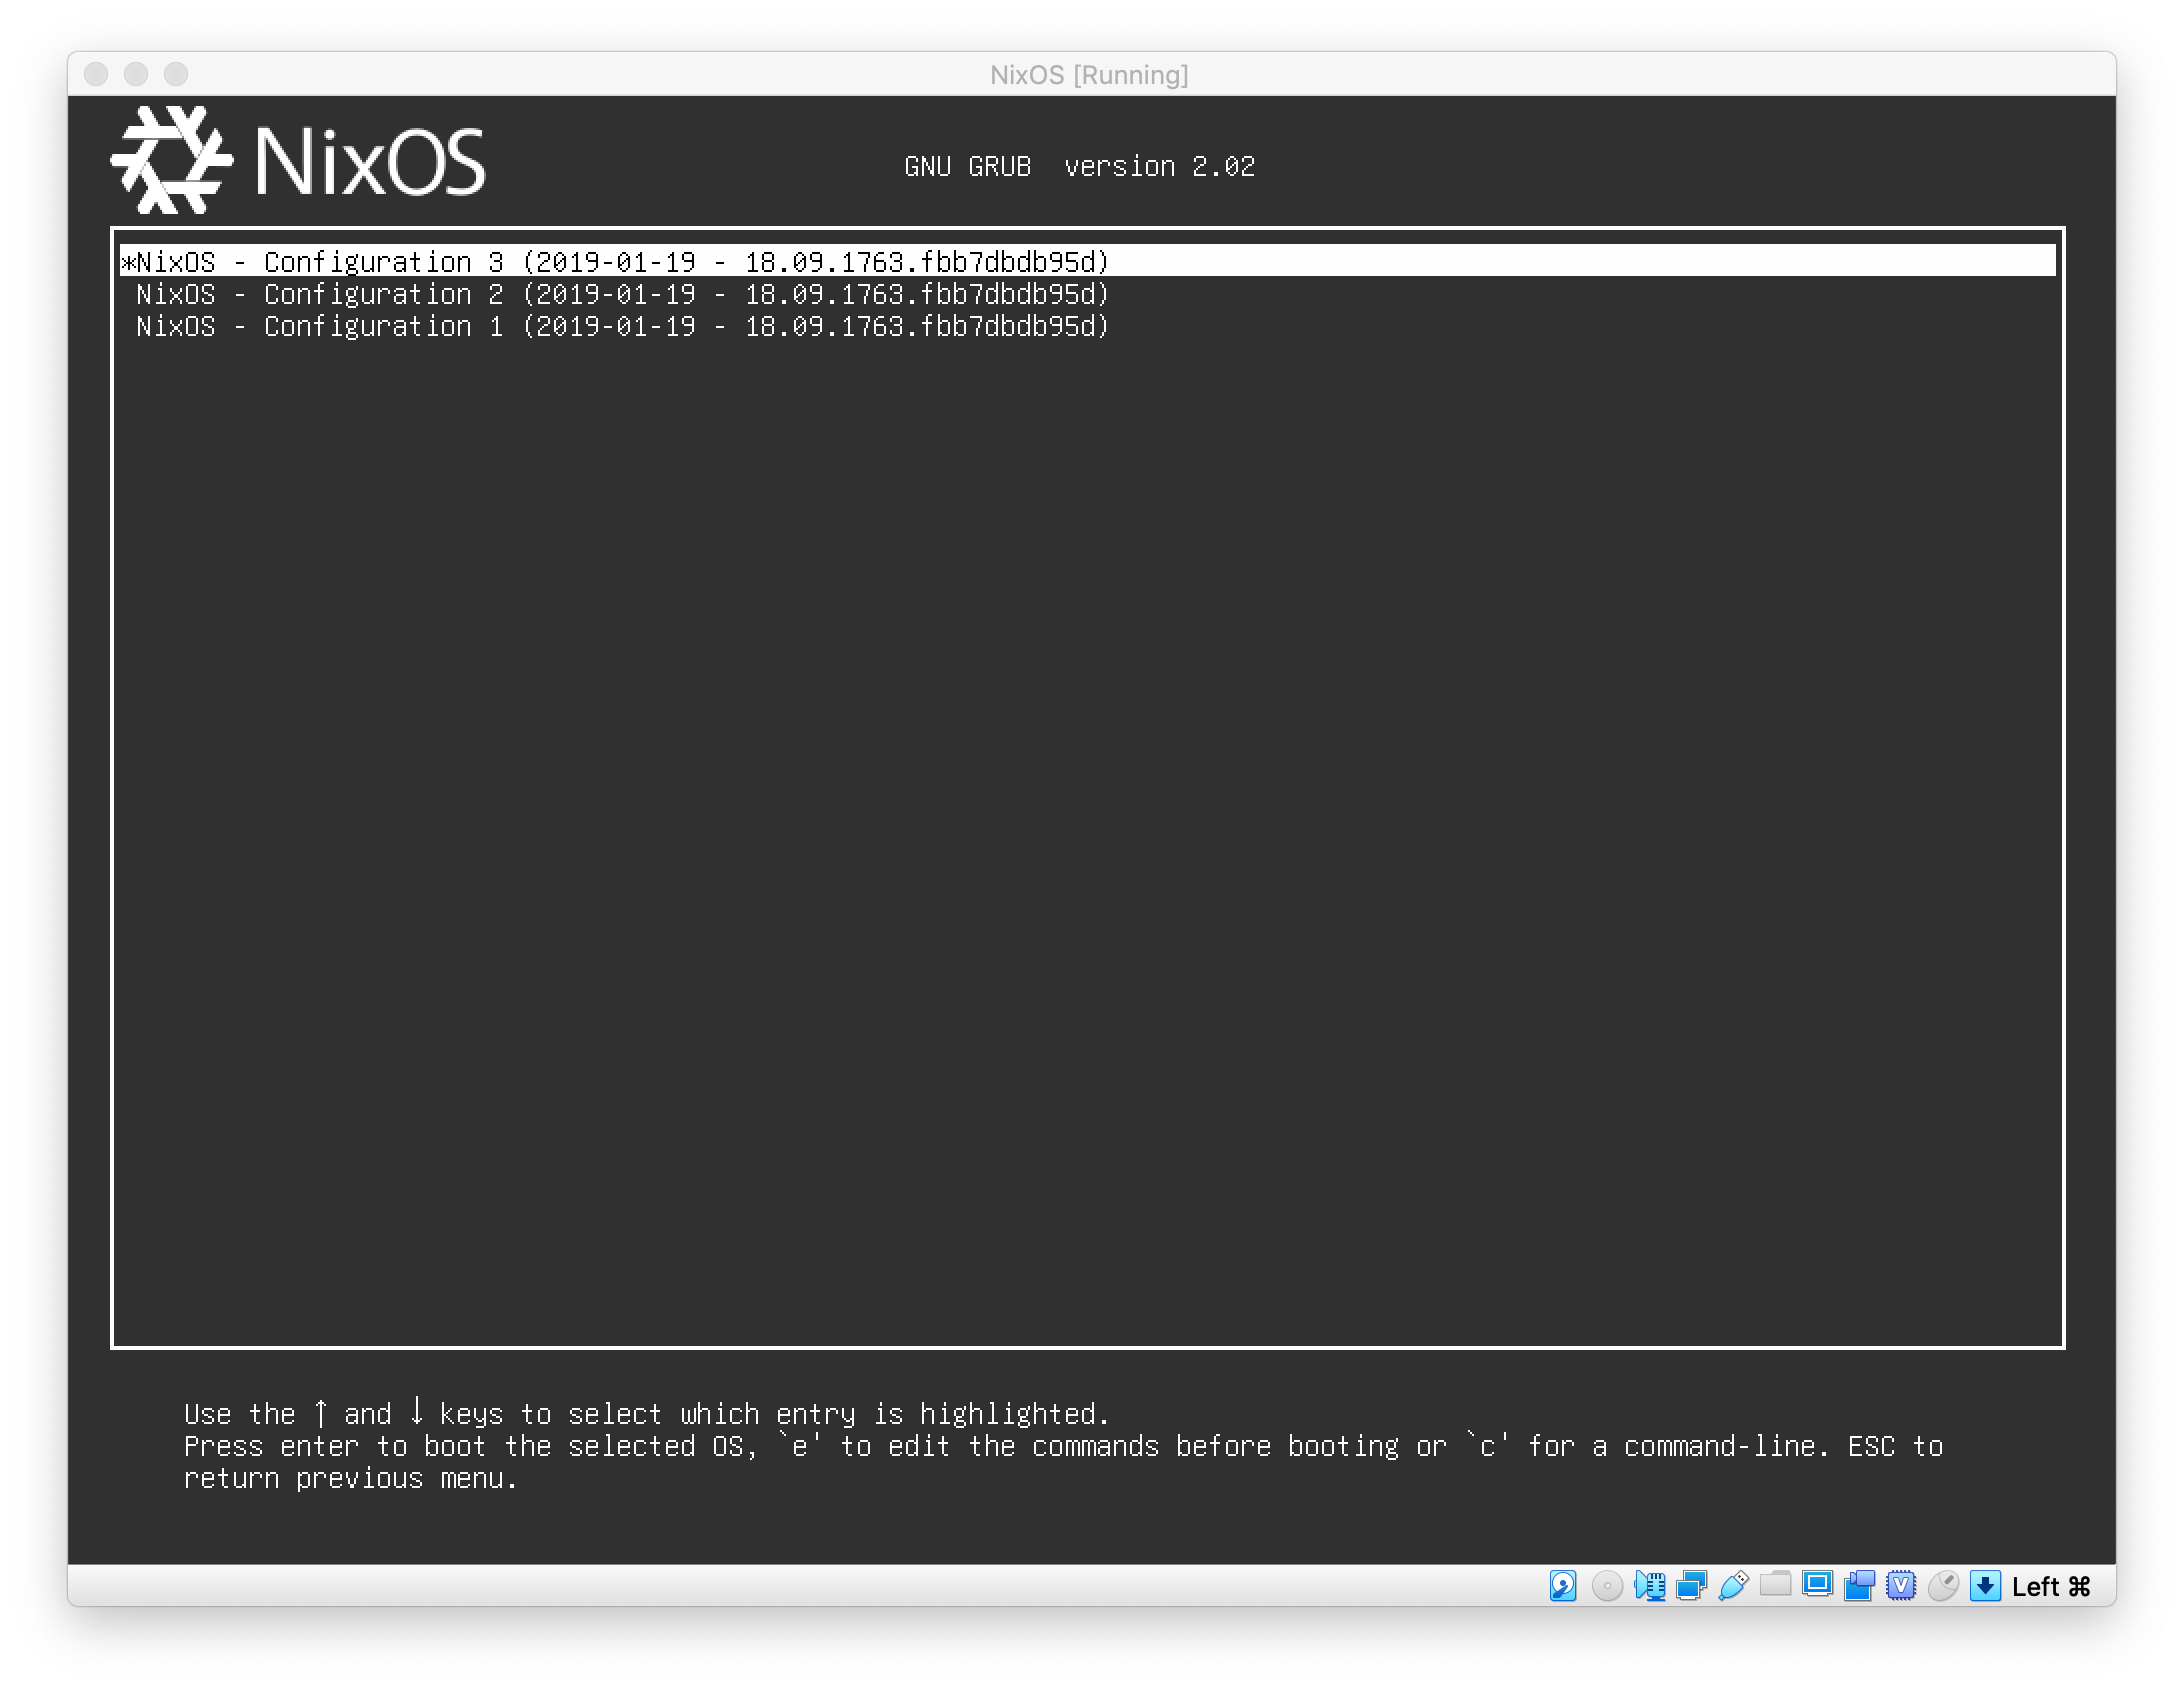 NixOS [Running]
NixOS
GNU GRUB  version 2.02
*NixOS - Configuration 3 (2019-01-19 - 18.09.1763.fbb7dbdb95d)
NixOS - Configuration 2 (2019-01-19 - 18.09.1763.fbb7dbdb95d)
NixOS - Configuration 1 (2019-01-19 - 18.09.1763.fbb7dbdb95d)
Use the ↑ and ↓ keys to select which entry is highlighted.
Press enter to boot the selected OS, `e' to edit the commands before booting or `c' for a command-line. ESC to
return previous menu.
V
Left ⌘